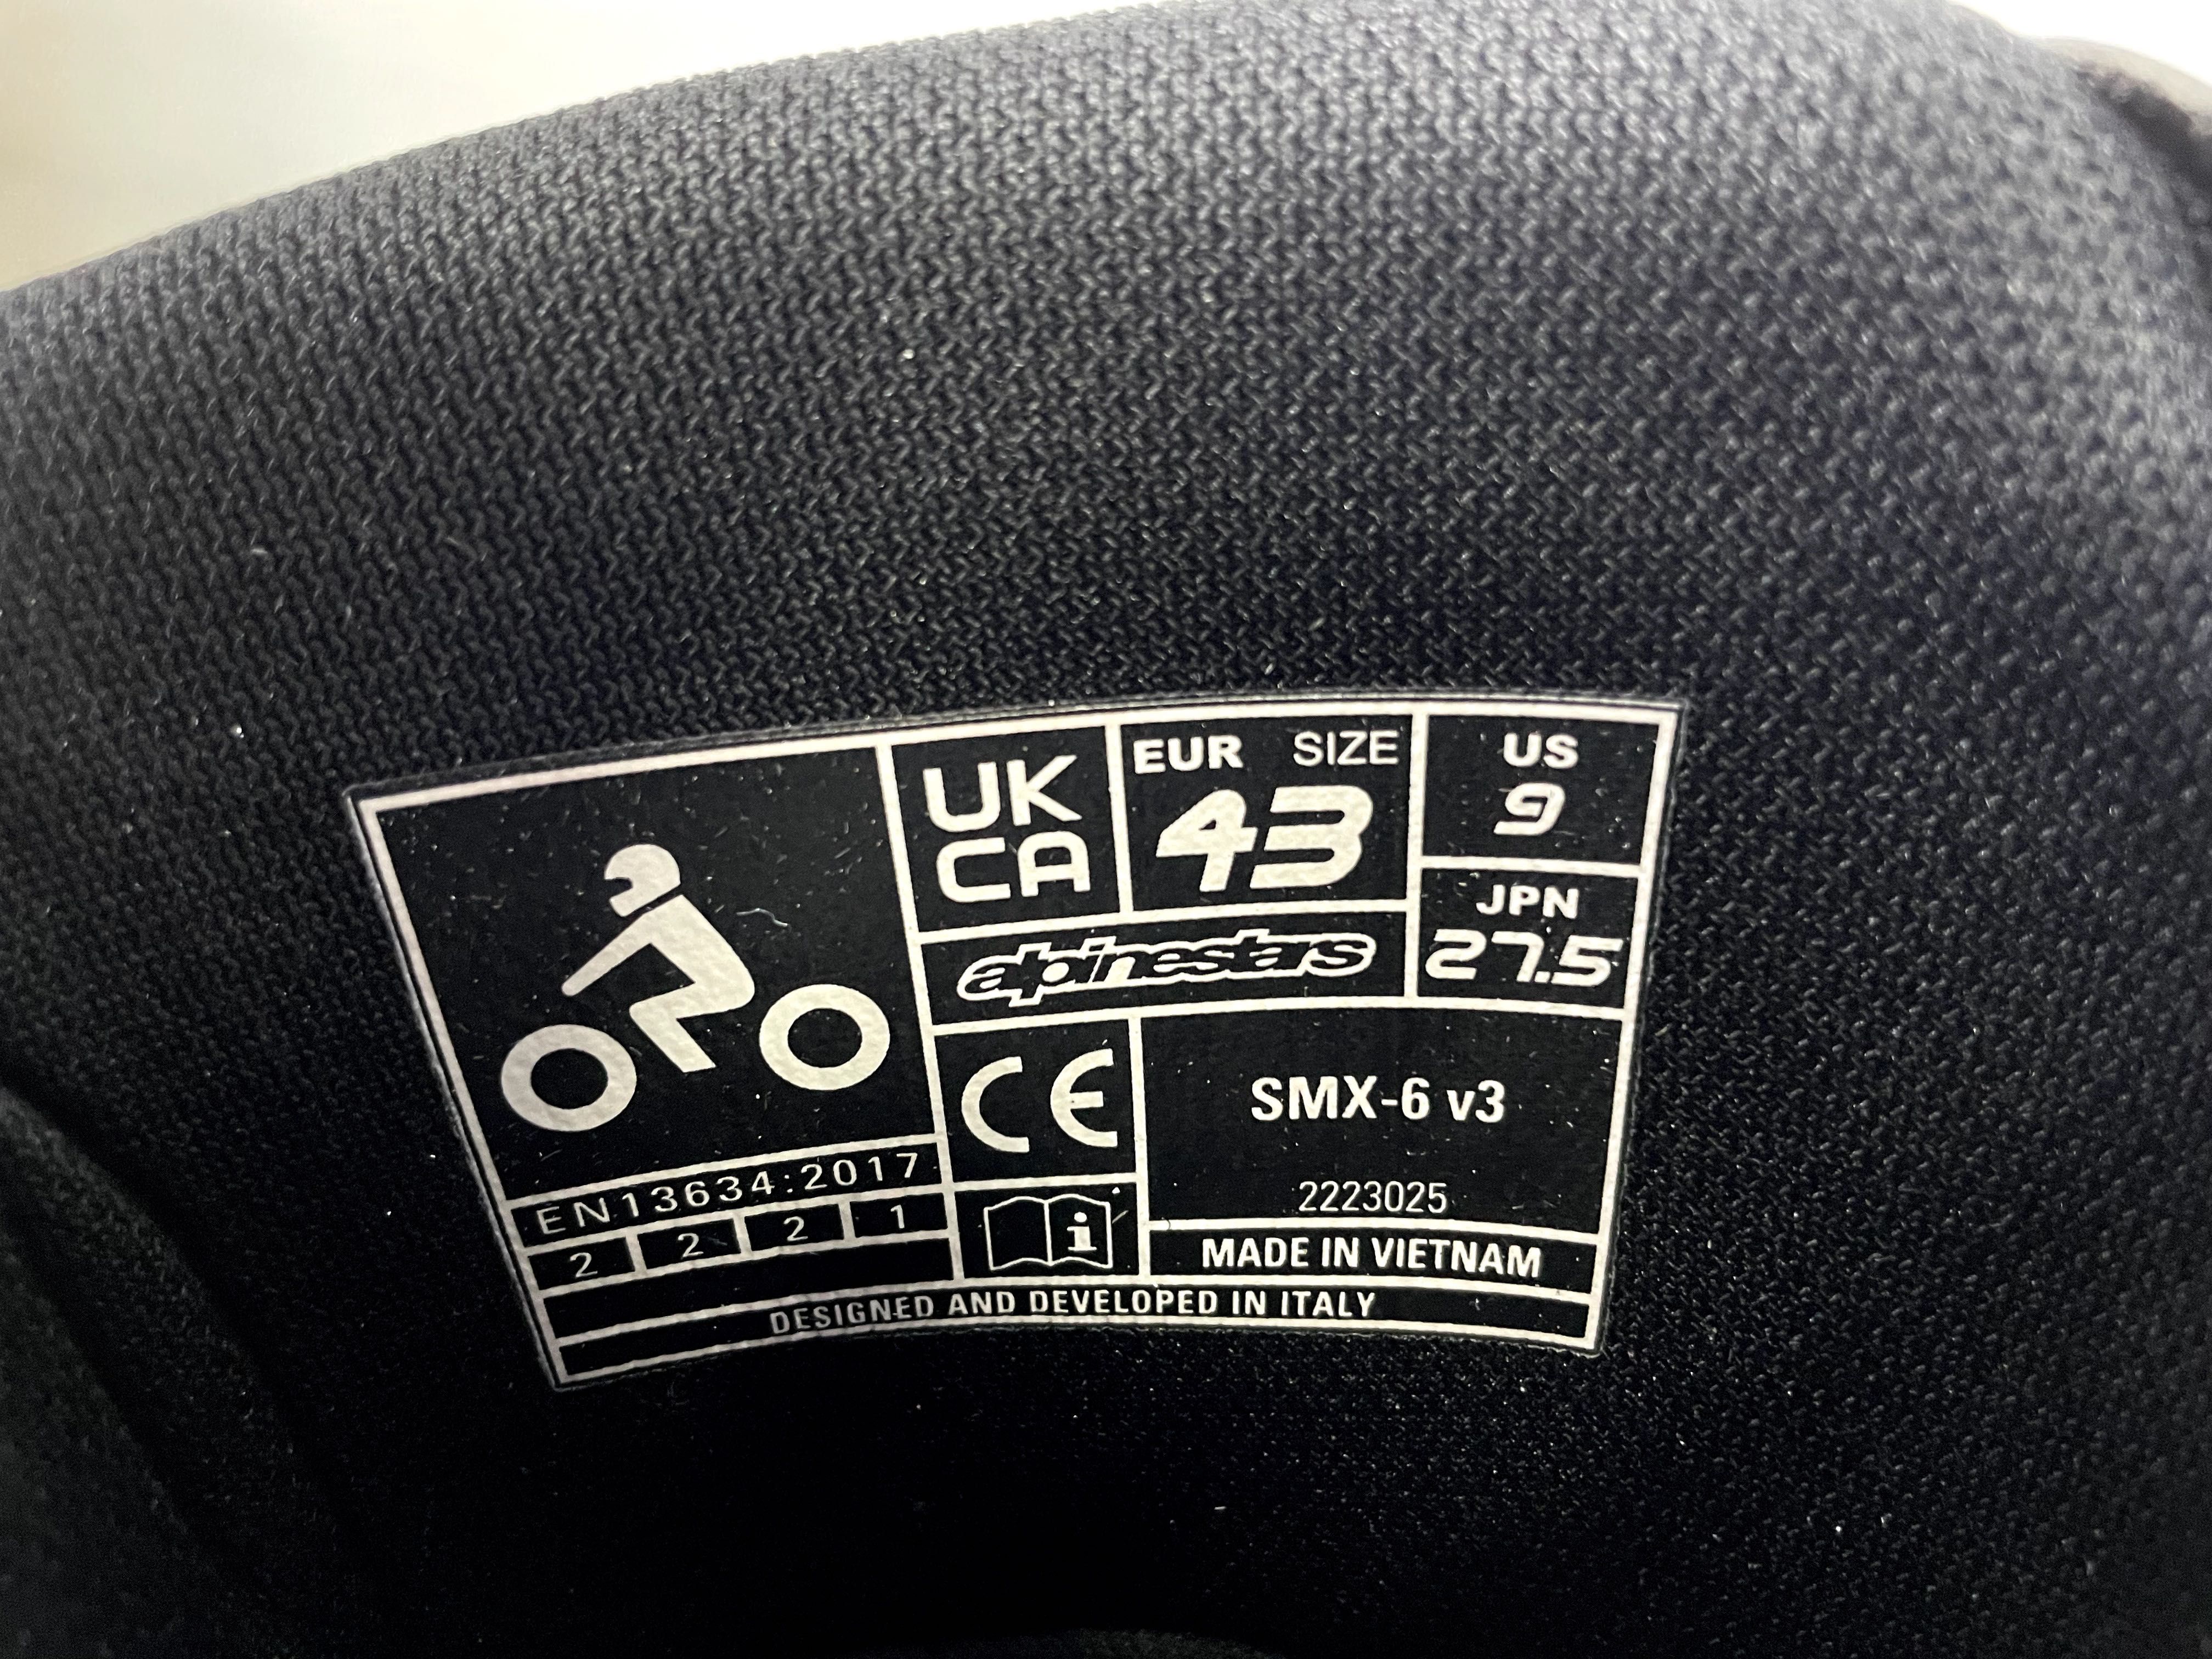 UK
CA
EUR SIZE
43
US
9
JPN
27.5
alpinestars
CE
SMX-6 v3
2223025
EN13634:2017
2 2 2 1
i
MADE IN VIETNAM
DESIGNED AND DEVELOPED IN ITALY